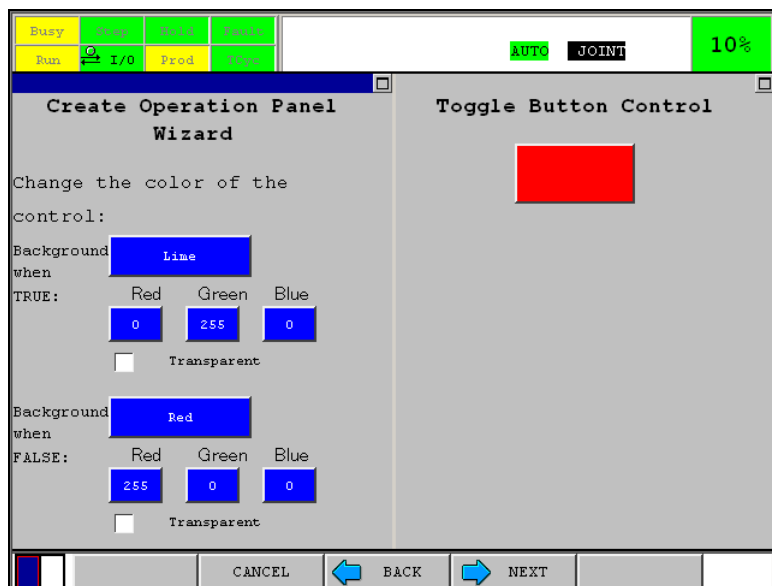 Busy Step Hold Fault
Run I/O Prod TCyc
AUTO JOINT
10%
Create Operation Panel
Wizard
Change the color of the
control:
Background
when
TRUE:
Lime
Red Green Blue
0 255 0
Transparent
Background
when
FALSE:
Red
Red Green Blue
255 0 0
Transparent
Toggle Button Control
CANCEL BACK NEXT